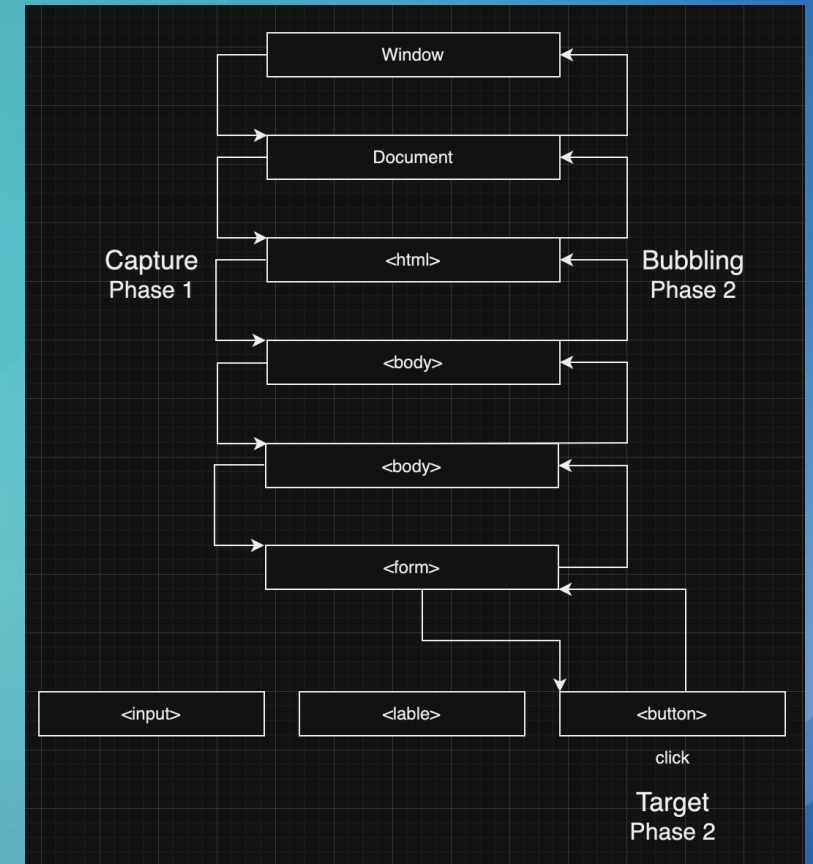 Window
Document
<html>
Capture
Phase 1
Bubbling
Phase 2
<body>
<body>
<form>
<input>
<lable>
<button>
click
Target
Phase 2